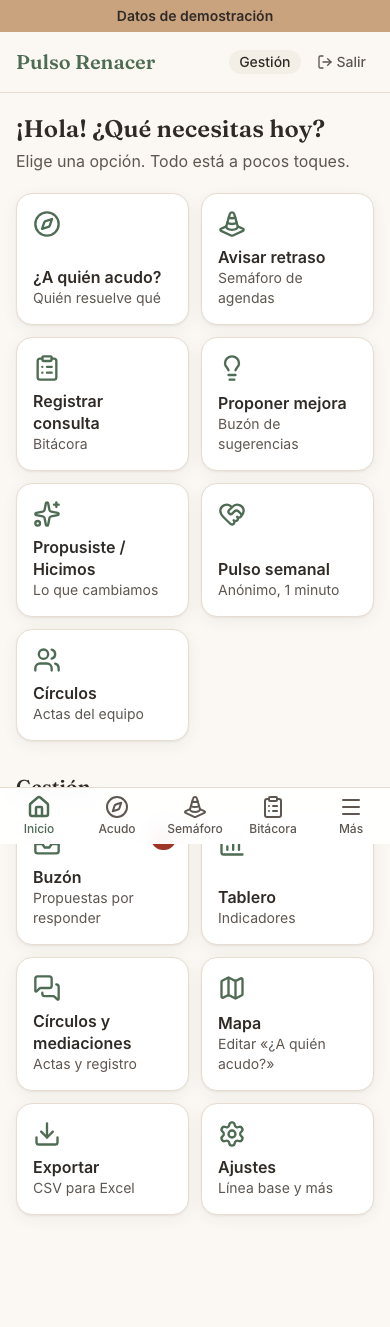 Datos de demostración
Pulso Renacer
Gestión
Salir
¡Hola! ¿Qué necesitas hoy?
Elige una opción. Todo está a pocos toques.
¿A quién acudo?
Quién resuelve qué
Avisar retraso
Semáforo de
agendas
Registrar
consulta
Bitácora
Proponer mejora
Buzón de
sugerencias
Propusiste /
Hicimos
Lo que cambiamos
Pulso semanal
Anónimo, 1 minuto
Círculos
Actas del equipo
Gestión
Inicio
Acudo
Semáforo
Bitácora
Más
Buzón
Propuestas por
responder
Tablero
Indicadores
Círculos y
mediaciones
Actas y registro
Mapa
Editar «¿A quién
acudo?»
Exportar
CSV para Excel
Ajustes
Línea base y más